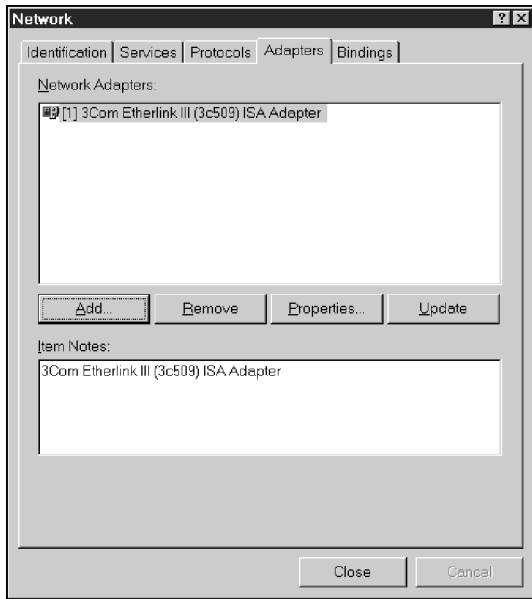 Network
Identification Services Protocols Adapters Bindings
Network Adapters:
[1] 3Com Etherlink III (3c509) ISA Adapter
Add... Remove Properties... Update
Item Notes:
3Com Etherlink III (3c509) ISA Adapter
Close Cancel